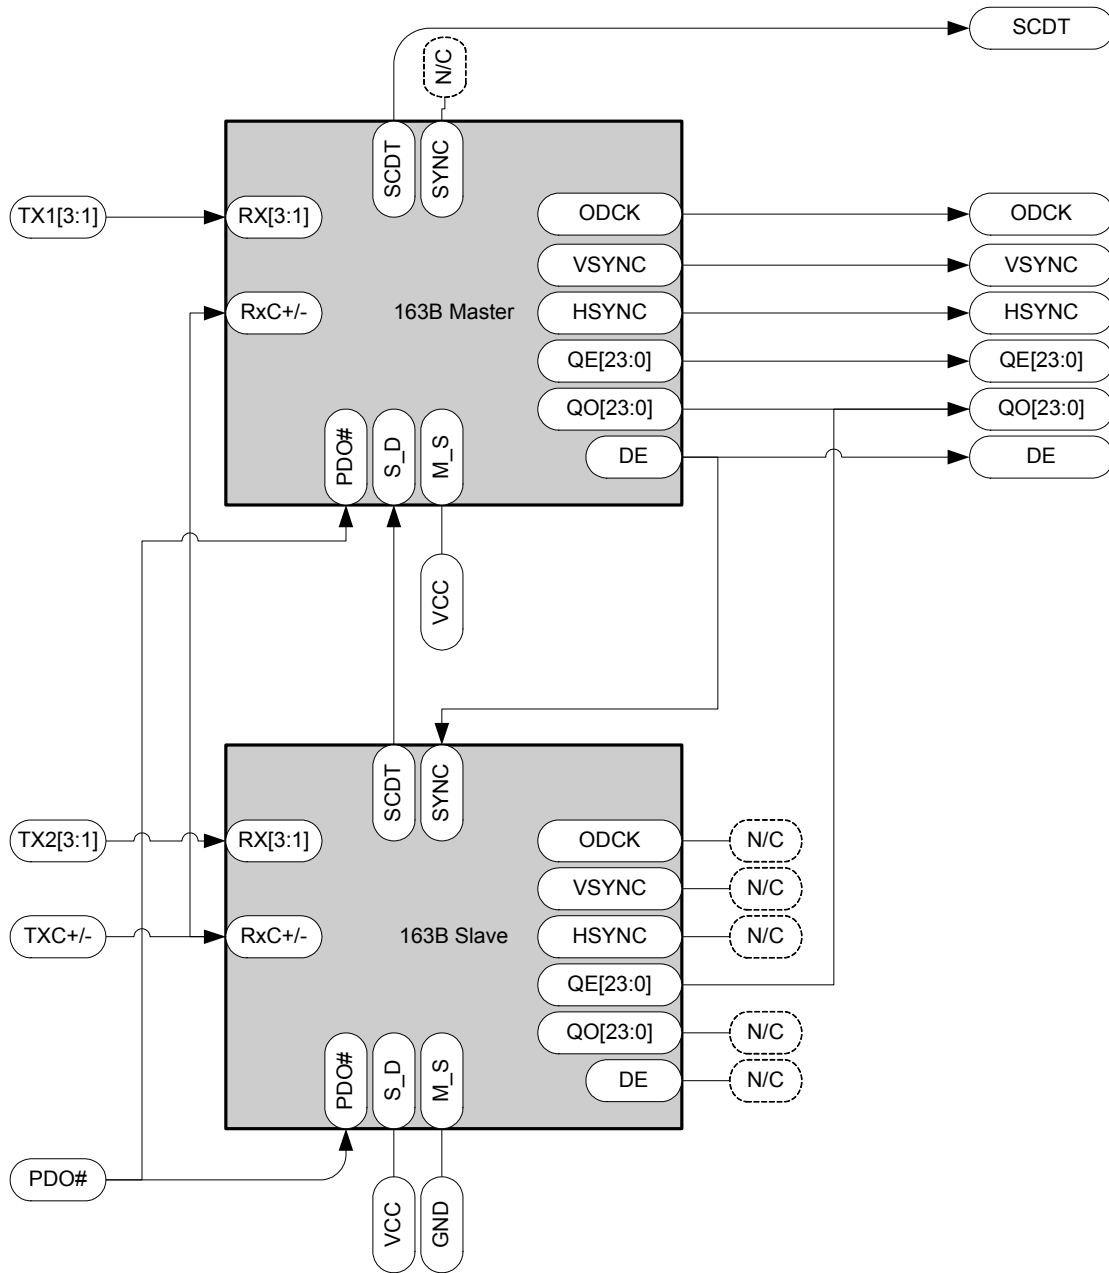 SCDT
N/C
SCDT
SYNC
TX1[3:1]
RX[3:1]
ODCK
ODCK
VSYNC
VSYNC
RxC+/-
163B Master
HSYNC
HSYNC
QE[23:0]
QE[23:0]
QO[23:0]
QO[23:0]
PDO#
S_D
M_S
DE
DE
VCC
SCDT
SYNC
TX2[3:1]
RX[3:1]
ODCK
N/C
VSYNC
N/C
TXC+/-
RxC+/-
163B Slave
HSYNC
N/C
QE[23:0]
QO[23:0]
N/C
PDO#
S_D
M_S
DE
N/C
PDO#
VCC
GND